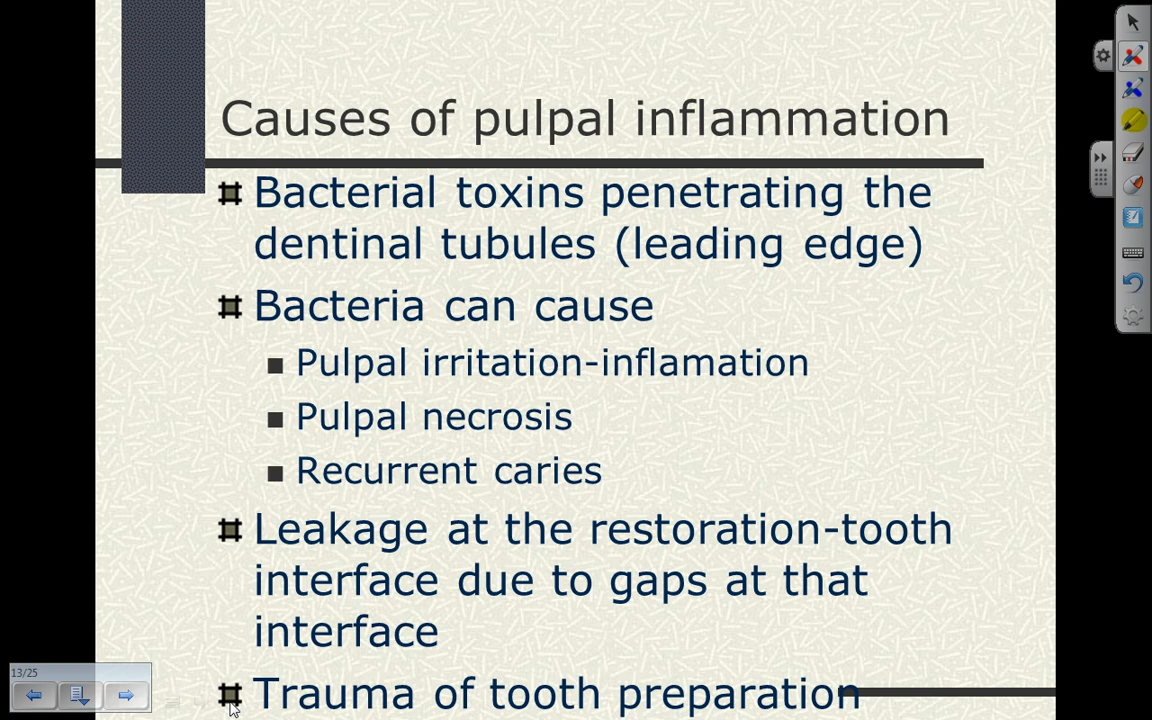 Causes of pulpal inflammation
Bacterial toxins penetrating the
dentinal tubules (leading edge)
Bacteria can cause
Pulpal irritation-inflamation
Pulpal necrosis
Recurrent caries
Leakage at the restoration-tooth
interface due to gaps at that
interface
Trauma of tooth preparation
13/25